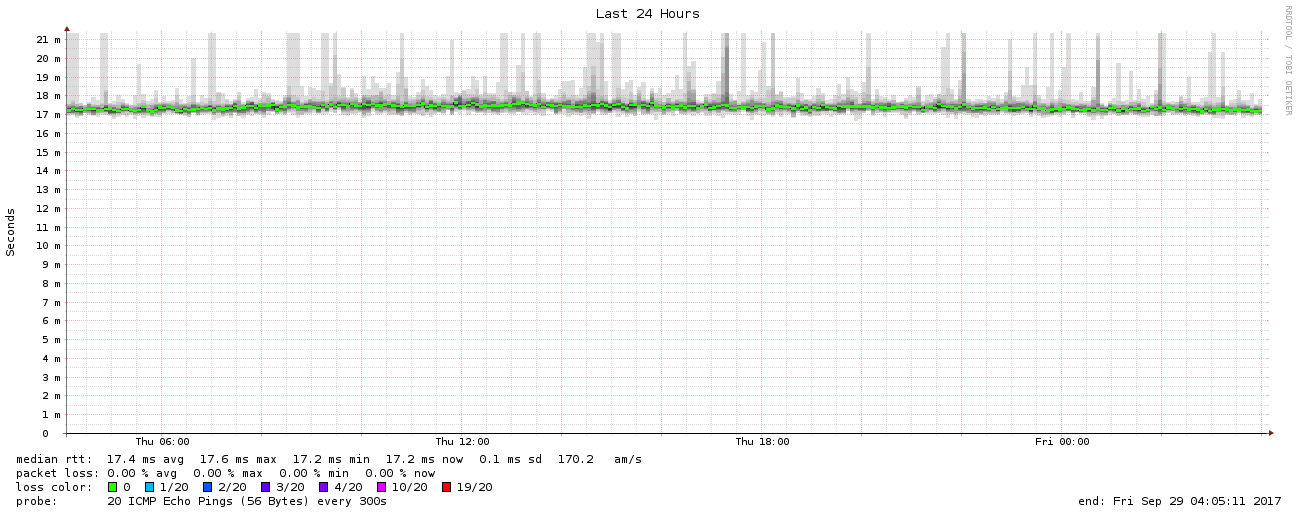 Last 24 Hours
RRDTOOL / TOBI OETIKER
Seconds
21 m
20 m
19 m
18 m
17 m
16 m
15 m
14 m
13 m
12 m
11 m
10 m
9 m
8 m
7 m
6 m
5 m
4 m
3 m
2 m
1 m
0
Thu 06:00 Thu 12:00 Thu 18:00 Fri 00:00
median rtt: 17.4 ms avg 17.6 ms max 17.2 ms min 17.2 ms now 0.1 ms sd 170.2 am/s
packet loss: 0.00 % avg 0.00 % max 0.00 % min 0.00 % now
loss color: 0 1/20 2/20 3/20 4/20 10/20 19/20
probe: 20 ICMP Echo Pings (56 Bytes) every 300s end: Fri Sep 29 04:05:11 2017